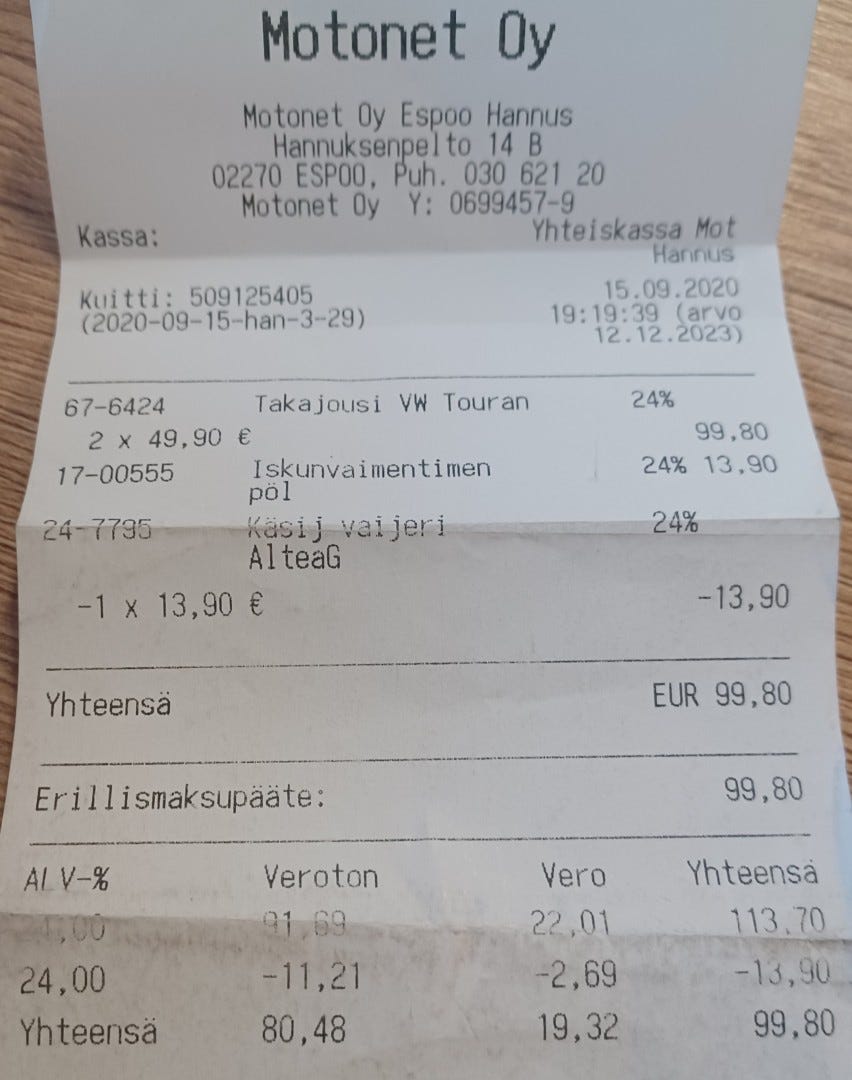 Motonet Oy
Motonet Oy Espoo Hannus
Hannuksenpelto 14 B
02270 ESPOO, Puh. 030 621 20
Motonet Oy Y: 0699457-9
Kassa: Yhteiskassa Mot
Hannus
Kuitti: 509125405 15.09.2020
(2020-09-15-han-3-29) 19:19:39 (arvo
12.12.2023)
67-6424 Takajousi VW Touran 24%
2 x 49,90 € 99,80
17-00555 Iskunvaimentimen 24% 13,90
pöl
24-7795 Käsij vaijeri 24%
AlteaG
-1 x 13,90 € -13,90
Yhteensä EUR 99,80
Erillismaksupääte: 99,80
ALV-% Veroton Vero Yhteensä
91,69 22,01 113,70
24,00 -11,21 -2,69 -13,90
Yhteensä 80,48 19,32 99,80